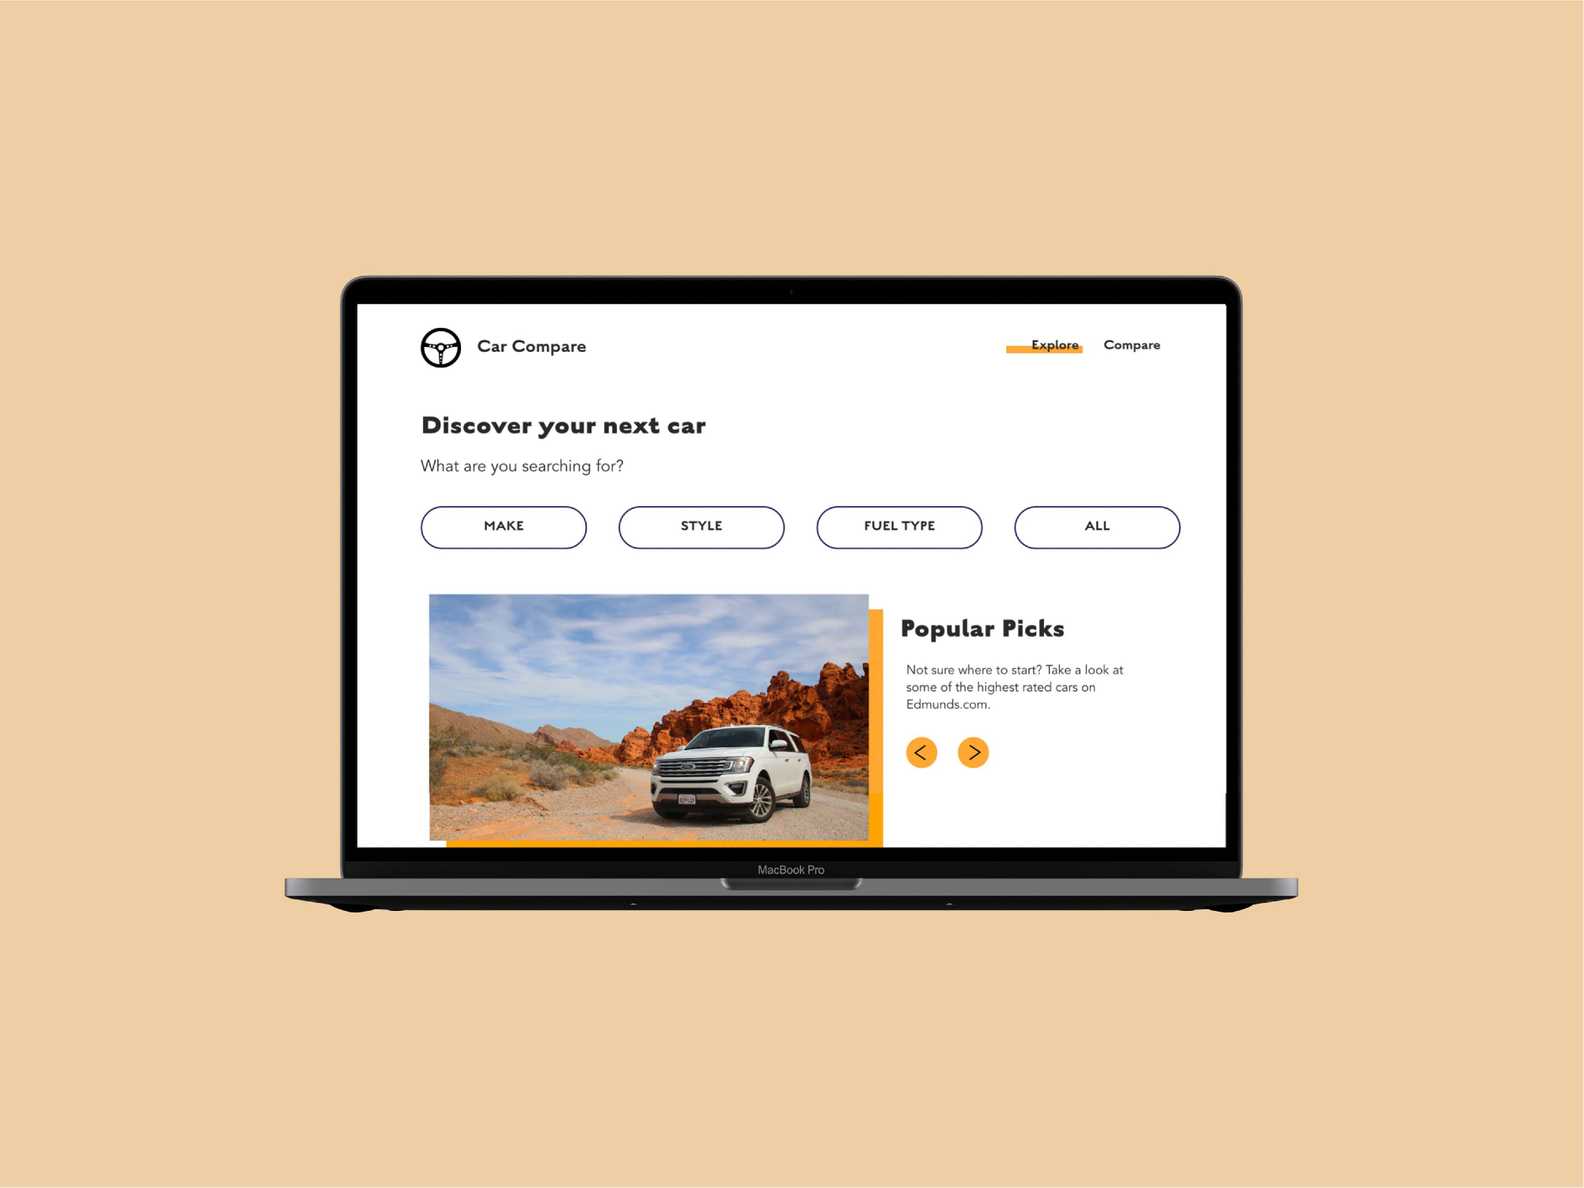 Car Compare
Explore
Compare
Discover your next car
What are you searching for?
MAKE
STYLE
FUEL TYPE
ALL
Popular Picks
Not sure where to start? Take a look at
some of the highest rated cars on
Edmunds.com.
MacBook Pro